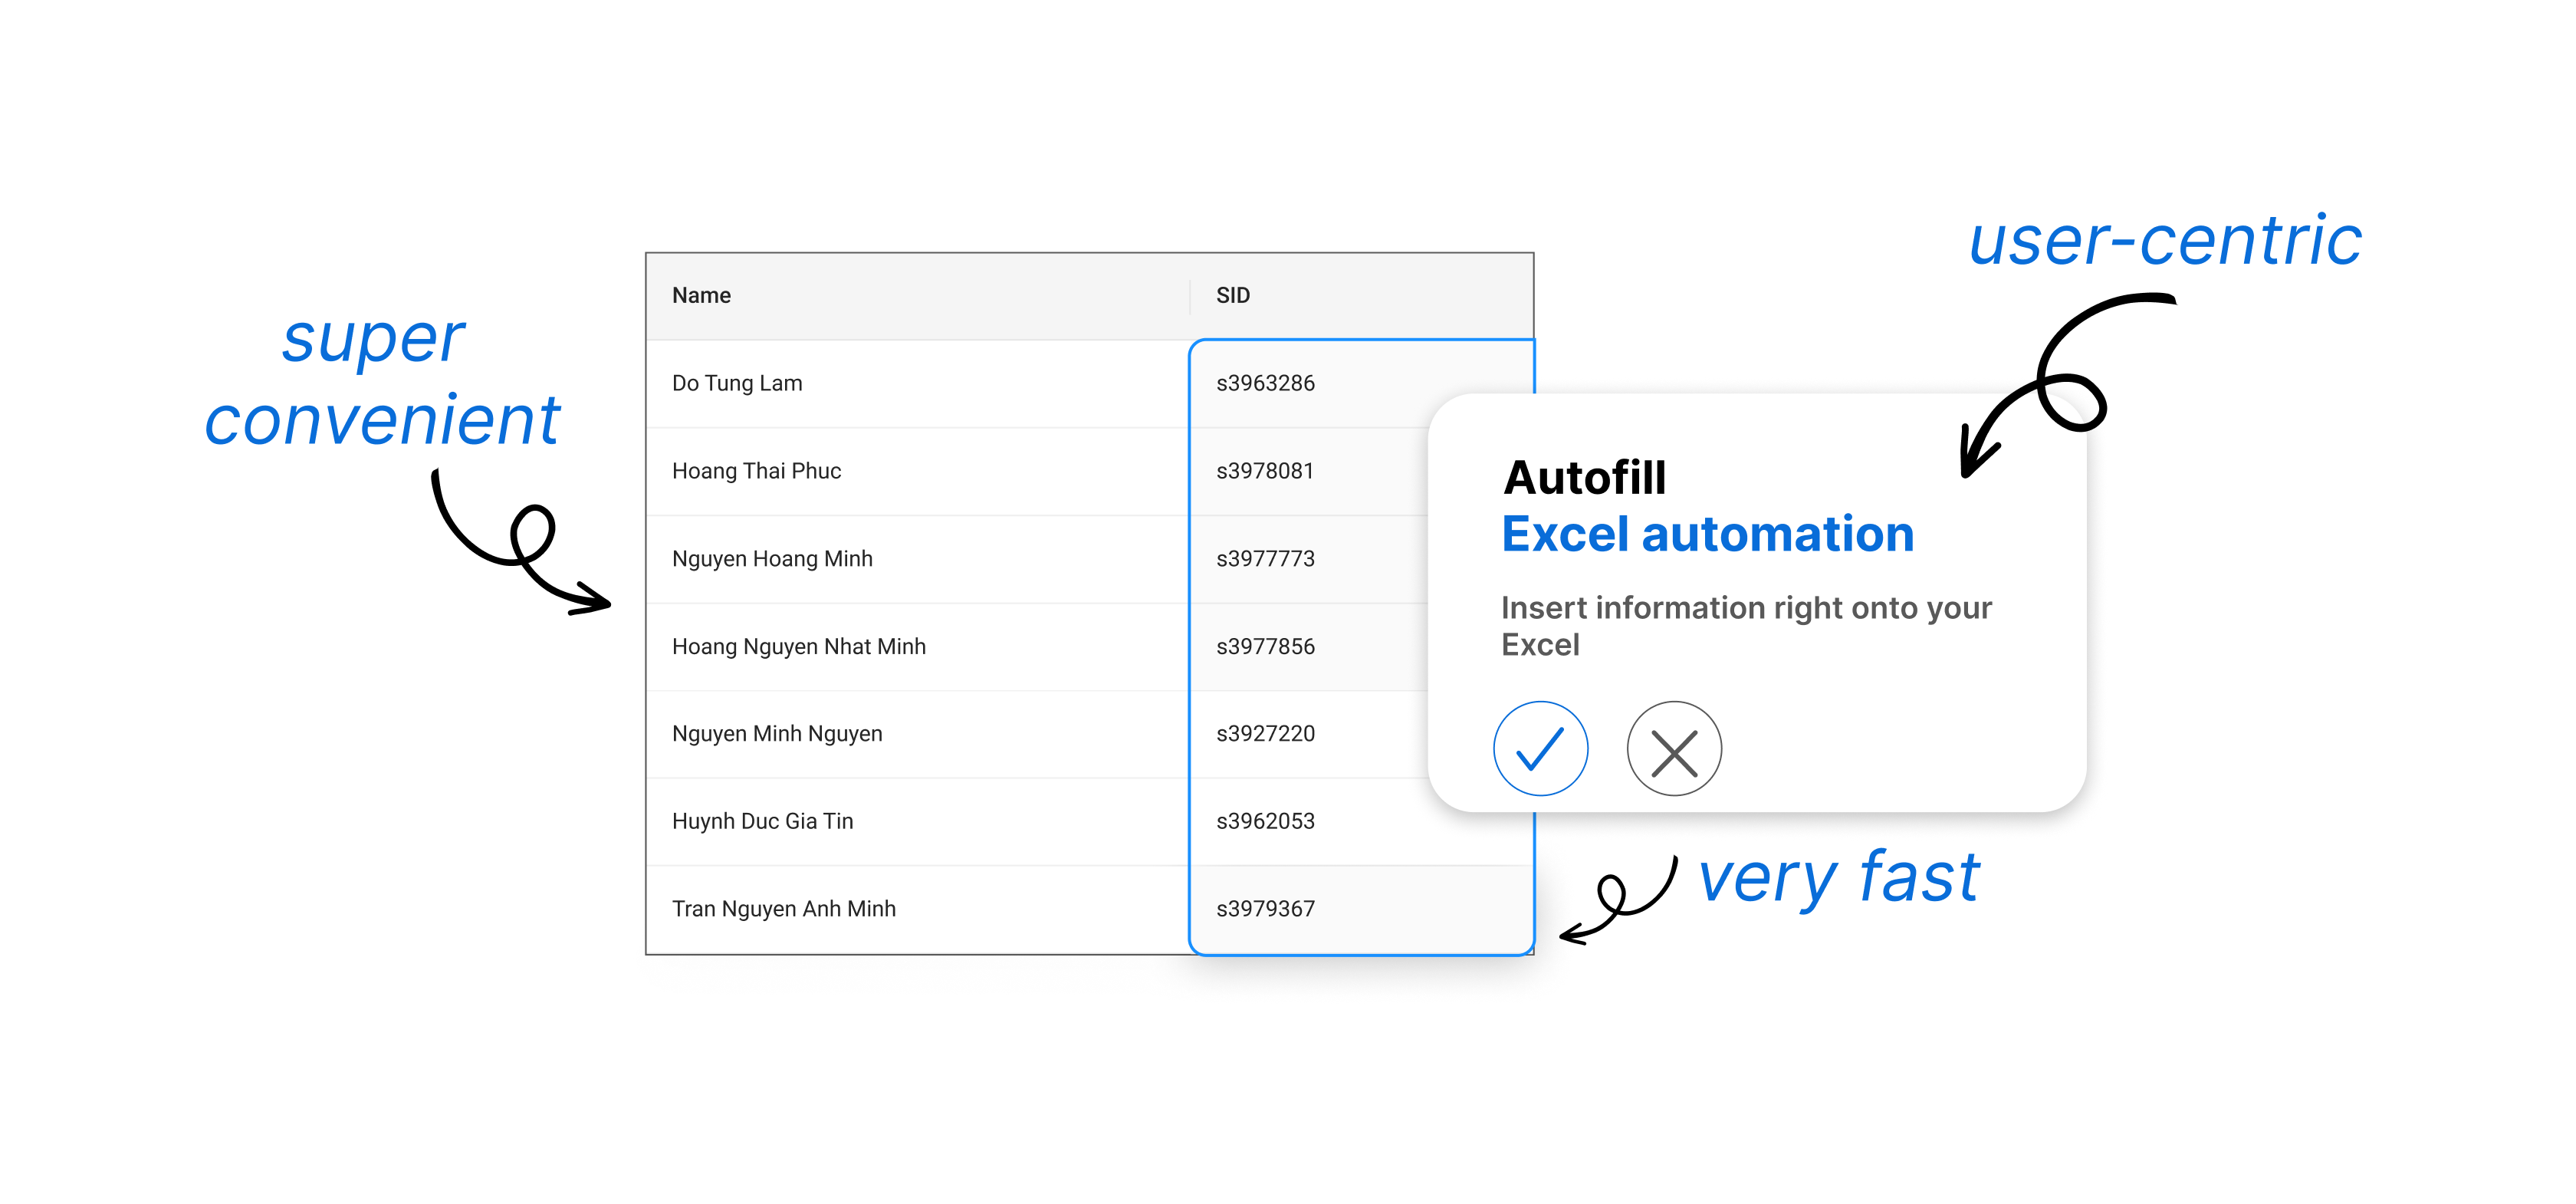 user-centric
super
convenient
Name SID
Do Tung Lam s3963286
Hoang Thai Phuc s3978081
Nguyen Hoang Minh s3977773
Hoang Nguyen Nhat Minh s3977856
Nguyen Minh Nguyen s3927220
Huynh Duc Gia Tin s3962053
Tran Nguyen Anh Minh s3979367
Autofill
Excel automation
Insert information right onto your
Excel
very fast